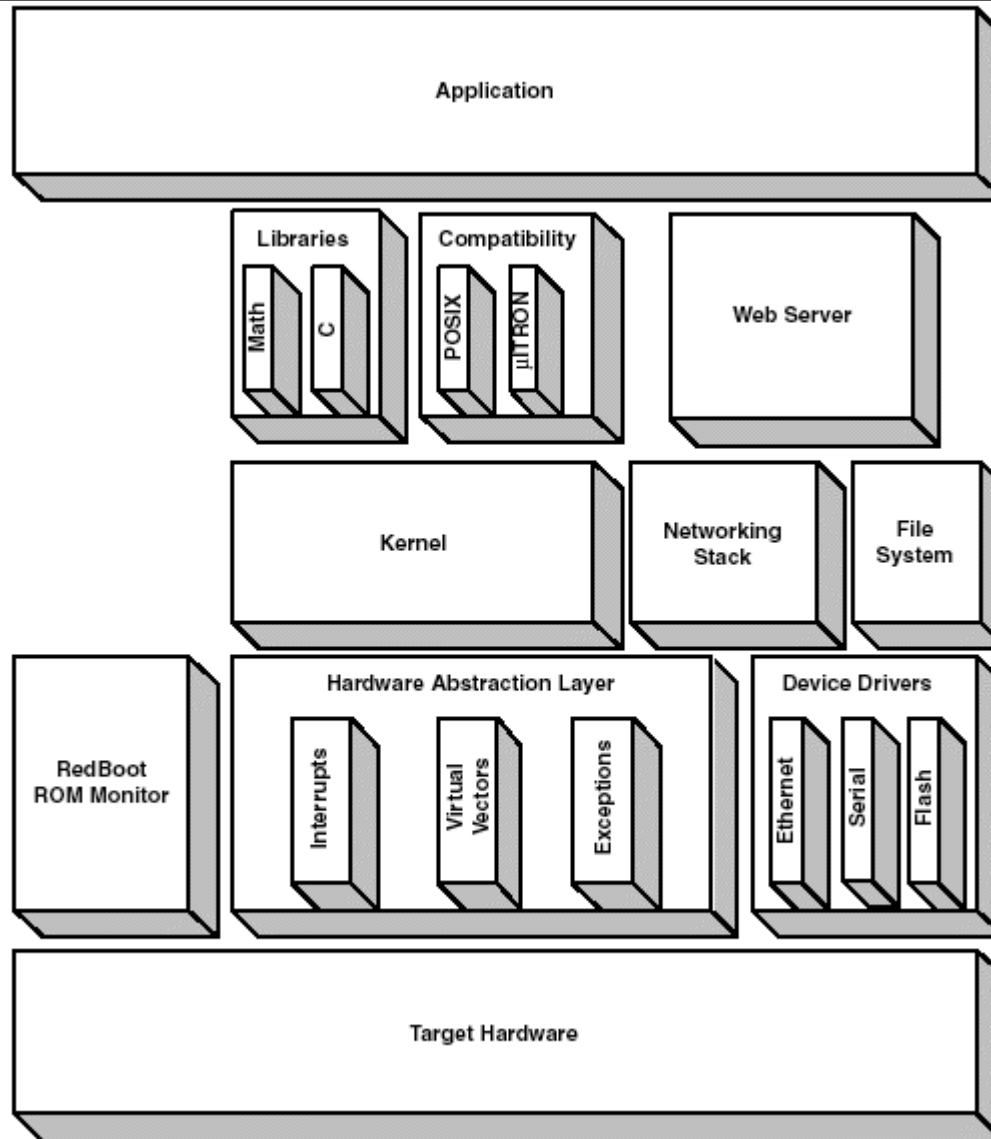 Application
Libraries
Math
C
Compatibility
POSIX
µITRON
Web Server
Kernel
Networking
Stack
File
System
RedBoot
ROM Monitor
Hardware Abstraction Layer
Interrupts
Virtual
Vectors
Exceptions
Device Drivers
Ethernet
Serial
Flash
Target Hardware